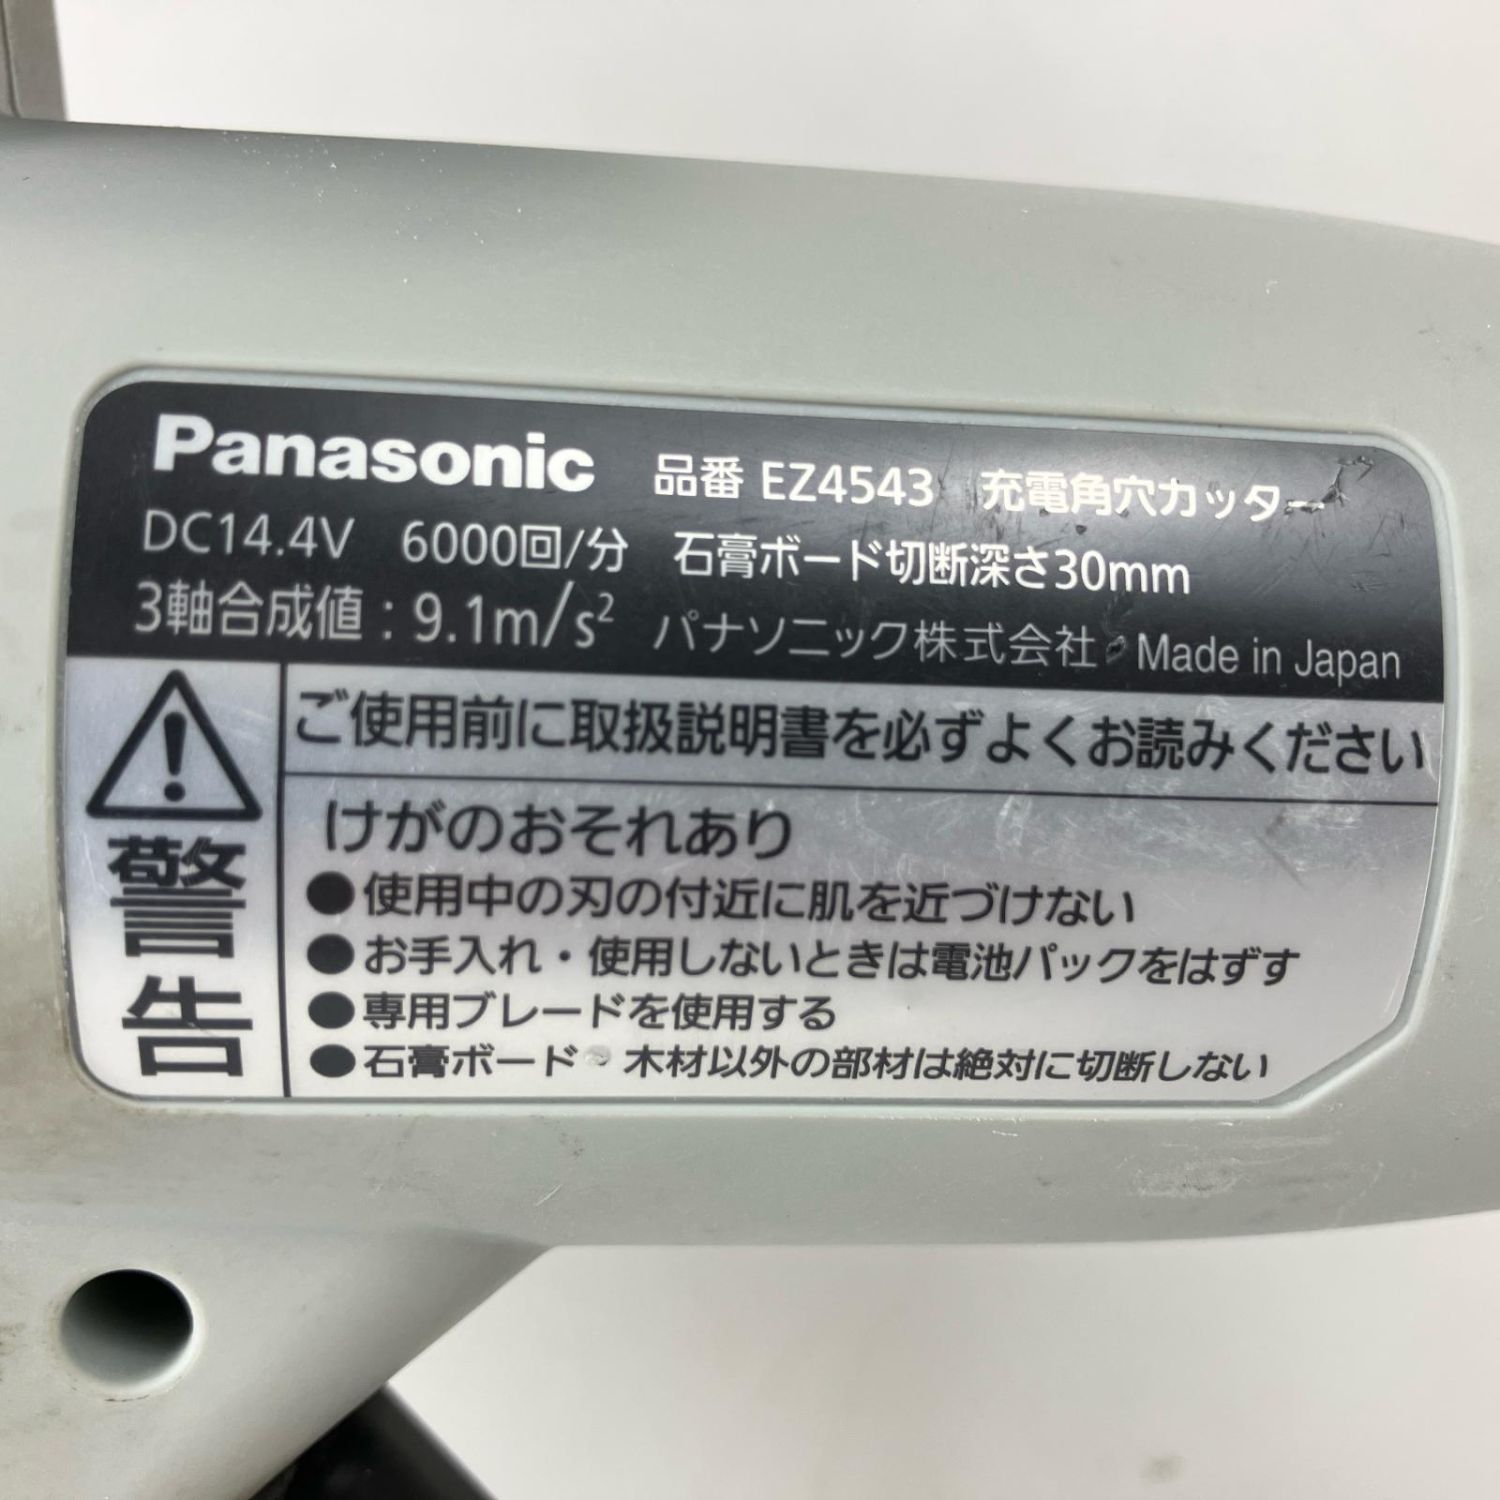 Panasonic 品番 EZ4543 充電角穴カッター
DC14.4V 6000回/分 石膏ボード切断深さ30mm
3軸合成値：9.1m/s² パナソニック株式会社 Made in Japan
警告
ご使用前に取扱説明書を必ずよくお読みください
けがのおそれあり
●使用中の刃の付近に肌を近づけない
●お手入れ・使用しないときは電池パックをはずす
●専用ブレードを使用する
●石膏ボード 木材以外の部材は絶対に切断しない